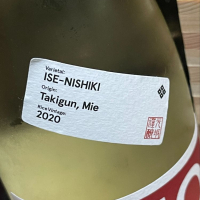 Varietal:
ISE-NISHIKI
Origin:
Takigun, Mie
Rice Vintage:
2020